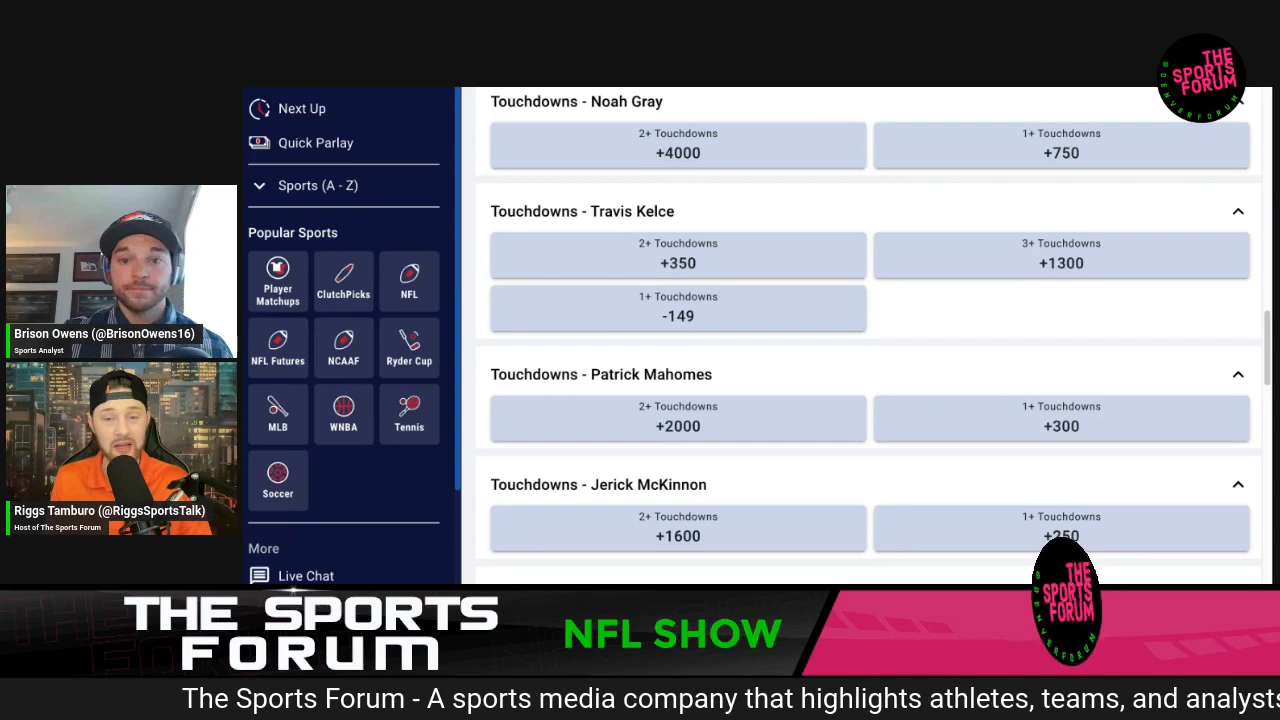 THE
SPORTS
FORUM
@DENVERFORUM
Next Up
Quick Parlay
Sports (A - Z)
Popular Sports
Player
Matchups
ClutchPicks
NFL
NFL Futures
NCAAF
Ryder Cup
MLB
WNBA
Tennis
Soccer
More
Live Chat
Touchdowns - Noah Gray
2+ Touchdowns
+4000
1+ Touchdowns
+750
Touchdowns - Travis Kelce
2+ Touchdowns
+350
3+ Touchdowns
+1300
1+ Touchdowns
-149
Touchdowns - Patrick Mahomes
2+ Touchdowns
+2000
1+ Touchdowns
+300
Touchdowns - Jerick McKinnon
2+ Touchdowns
+1600
1+ Touchdowns
+250
Brison Owens (@BrisonOwens16)
Sports Analyst
Riggs Tamburo (@RiggsSportsTalk)
Host of The Sports Forum
THE SPORTS
FORUM
NFL SHOW
THE
SPORTS
FORUM
@DENVERFORUM
The Sports Forum - A sports media company that highlights athletes, teams, and analysts